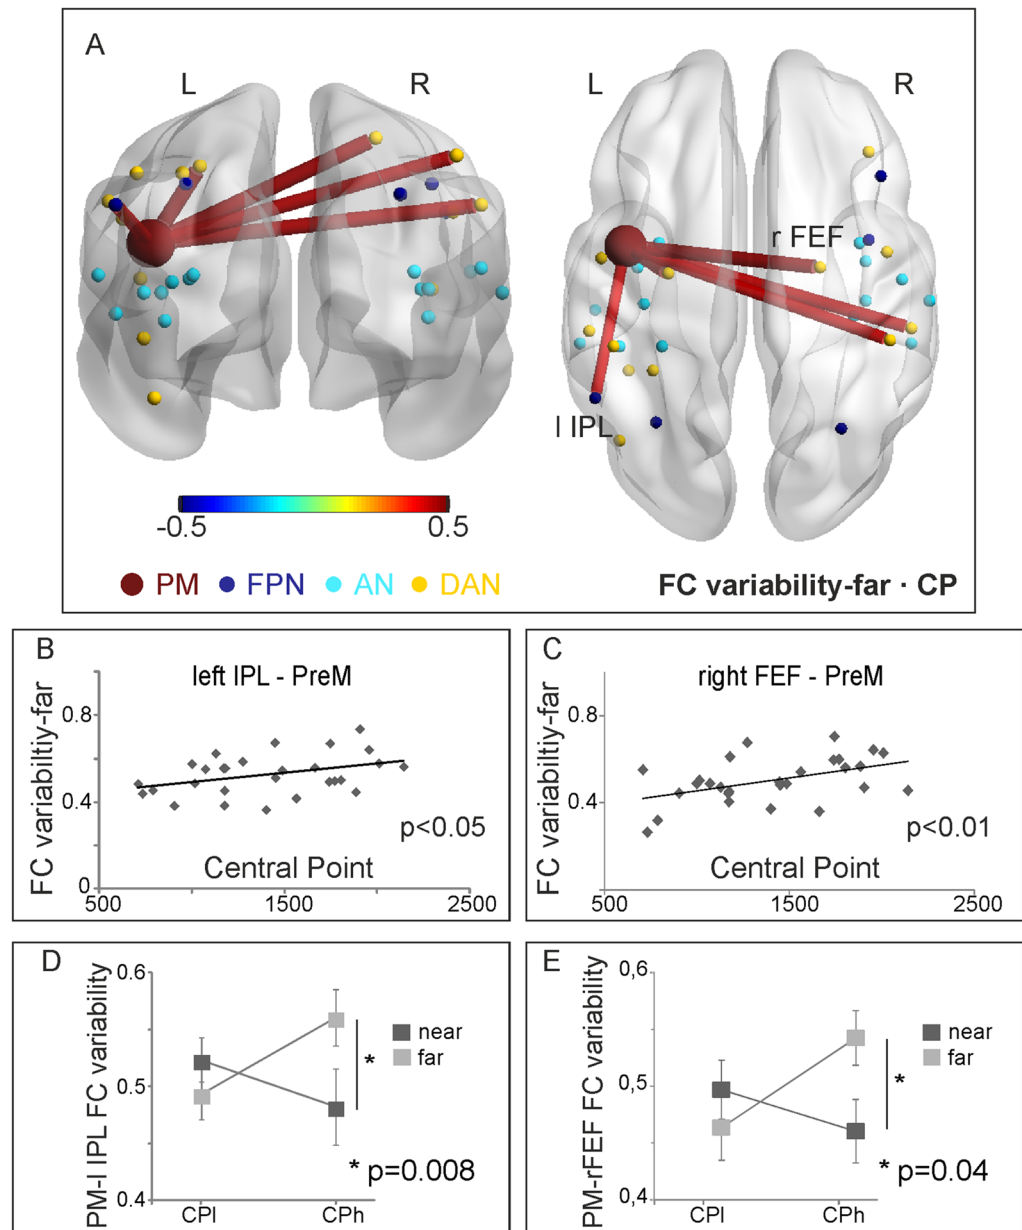 A
L R
L R
r FEF
l IPL
-0.5 0.5
PM FPN AN DAN
FC variability-far · CP
B
left IPL - PreM
FC variabiltiy-far
0.8
0.4
0
p<0.05
Central Point
500 1500 2500
C
right FEF - PreM
FC variability-far
0.8
0.4
p<0.01
Central Point
500 1500 2500
D
PM-l IPL FC variability
0.6
0.5
0.4
near
far
*
* p=0.008
CPl CPh
E
PM-rFEF FC variability
0,6
0,5
0,4
near
far
*
* p=0.04
CPl CPh